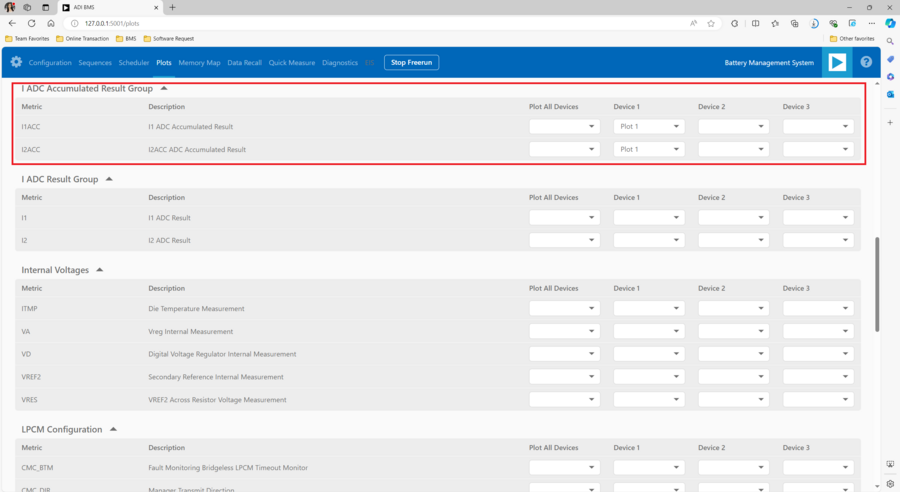 ADI BMS
127.0.0.1:5001/plots
Team Favorites Online Transaction BMS Software Request Other favorites
Configuration Sequences Scheduler Plots Memory Map Data Recall Quick Measure Diagnostics Stop Freerun Battery Management System
I ADC Accumulated Result Group
Metric Description Plot All Devices Device 1 Device 2 Device 3
I1ACC I1 ADC Accumulated Result Plot 1
I2ACC I2ACC ADC Accumulated Result Plot 1
I ADC Result Group
Metric Description Plot All Devices Device 1 Device 2 Device 3
I1 I1 ADC Result
I2 I2 ADC Result
Internal Voltages
Metric Description Plot All Devices Device 1 Device 2 Device 3
ITMP Die Temperature Measurement
VA Vreg Internal Measurement
VD Digital Voltage Regulator Internal Measurement
VREF2 Secondary Reference Internal Measurement
VRES VREF2 Across Resistor Voltage Measurement
LPCM Configuration
Metric Description Plot All Devices Device 1 Device 2 Device 3
CMC_BTM Fault Monitoring Bridgeless LPCM Timeout Monitor
CMC_DIR Manager Transmit Direction